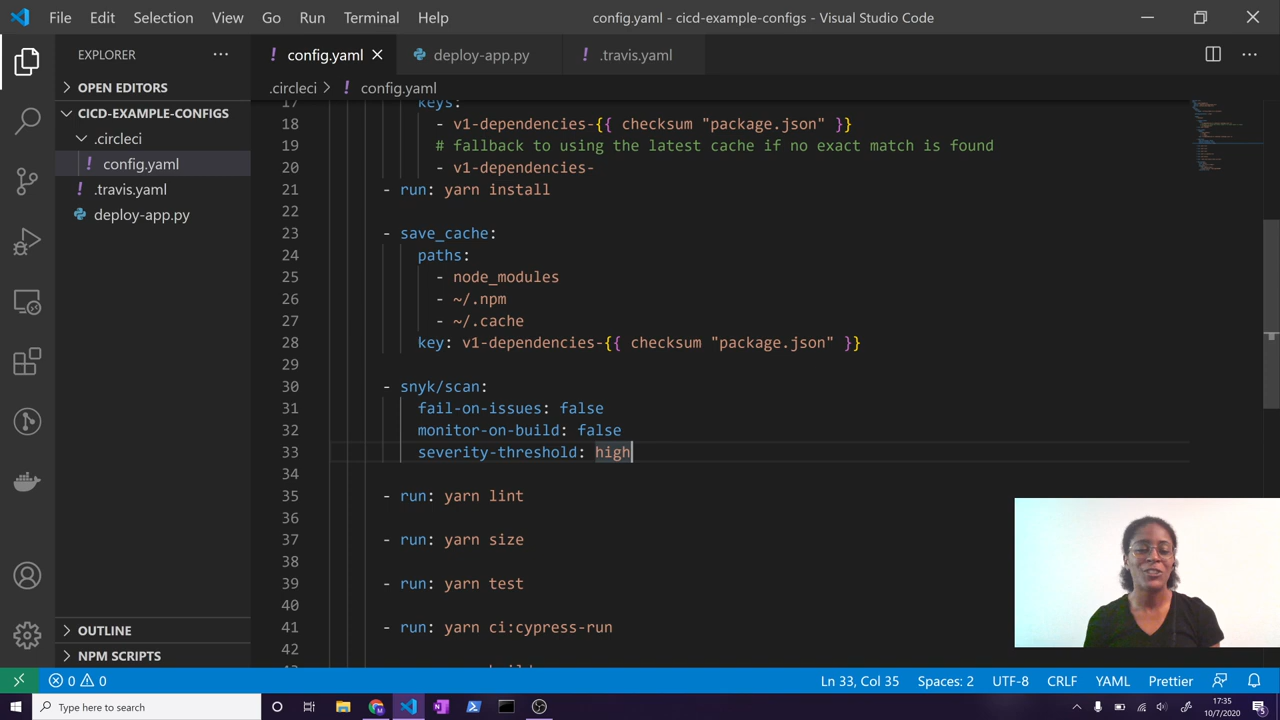 File Edit Selection View Go Run Terminal Help
config.yaml - cicd-example-configs - Visual Studio Code
EXPLORER
OPEN EDITORS
CICD-EXAMPLE-CONFIGS
.circleci
config.yaml
.travis.yaml
deploy-app.py
OUTLINE
NPM SCRIPTS
config.yaml deploy-app.py .travis.yaml
.circleci > config.yaml
17 keys:
18 - v1-dependencies-{{ checksum "package.json" }}
19 # fallback to using the latest cache if no exact match is found
20 - v1-dependencies-
21 - run: yarn install
22
23 - save_cache:
24 paths:
25 - node_modules
26 - ~/.npm
27 - ~/.cache
28 key: v1-dependencies-{{ checksum "package.json" }}
29
30 - snyk/scan:
31 fail-on-issues: false
32 monitor-on-build: false
33 severity-threshold: high
34
35 - run: yarn lint
36
37 - run: yarn size
38
39 - run: yarn test
40
41 - run: yarn ci:cypress-run
42
0 0 Ln 33, Col 35 Spaces: 2 UTF-8 CRLF YAML Prettier
Type here to search
17:35
10/7/2020